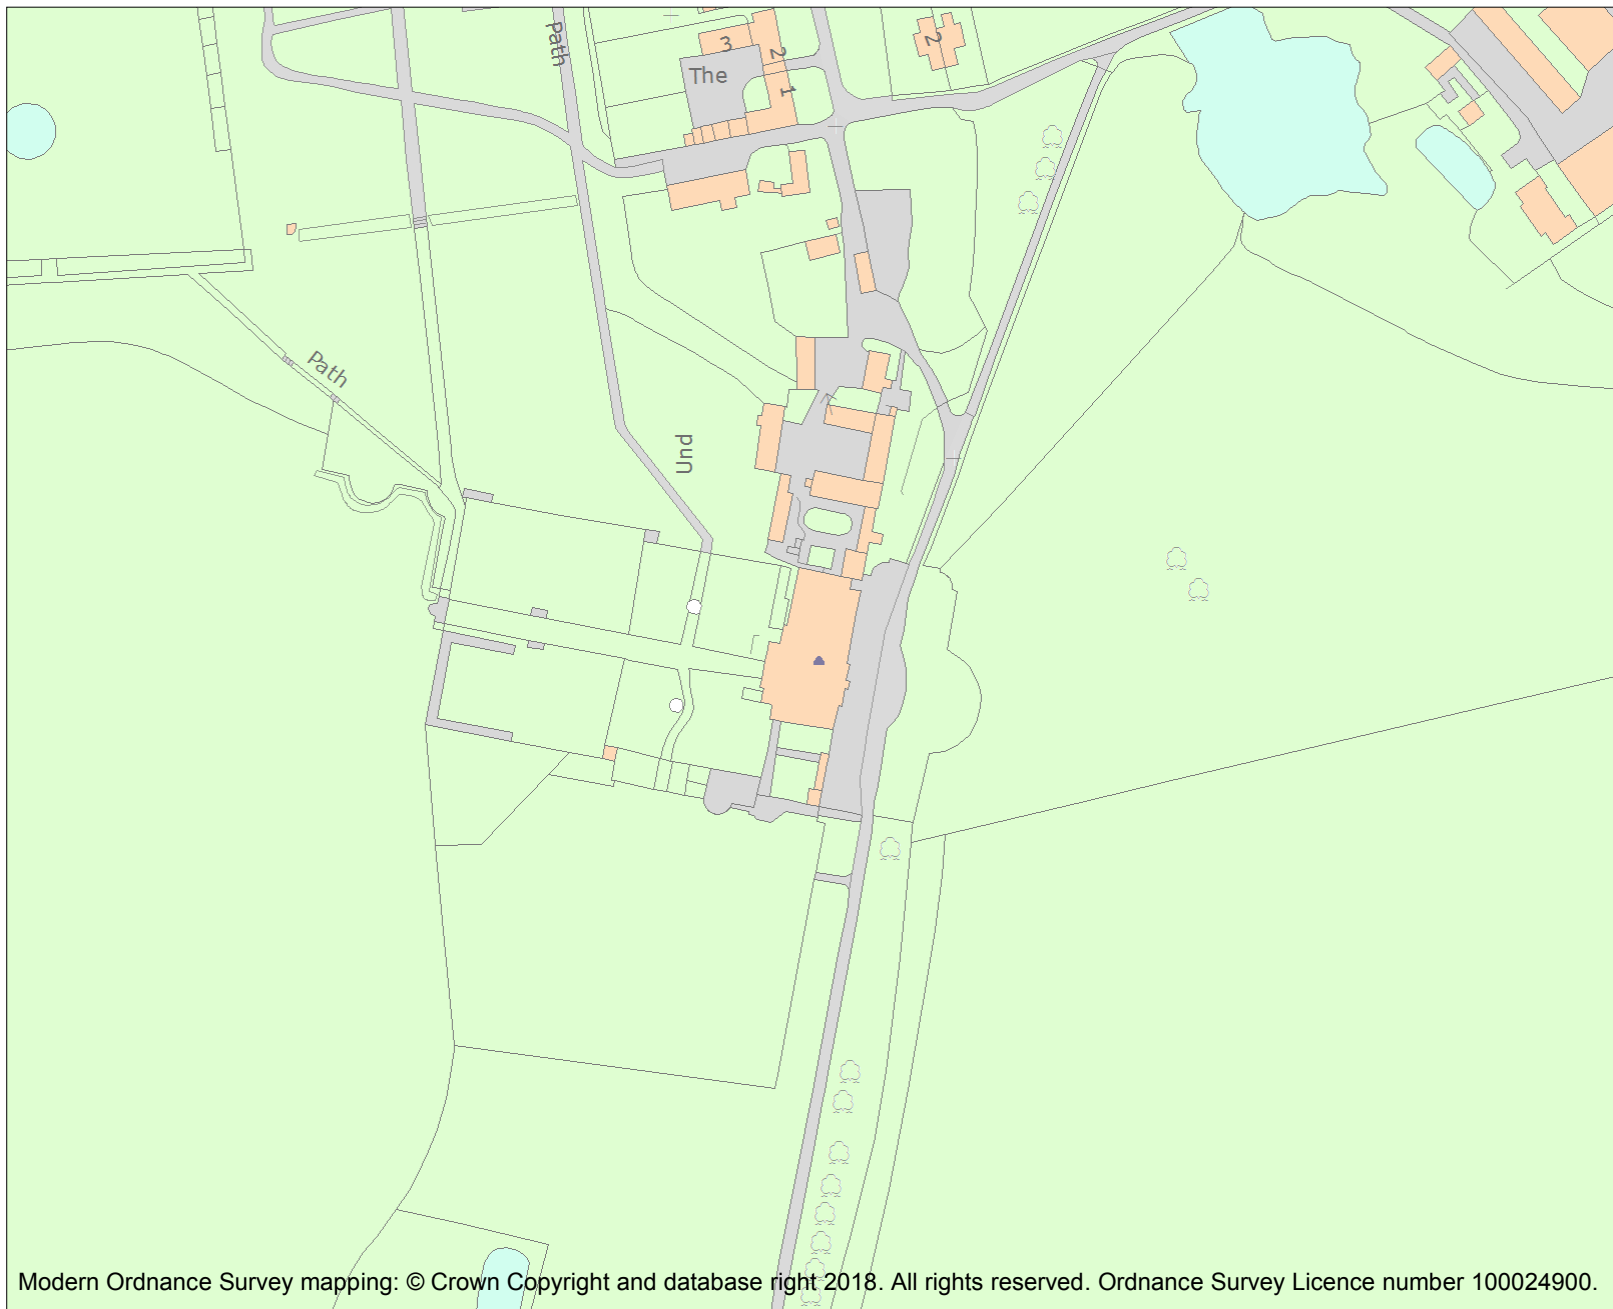 Path
3
2
1
The
2
Path
Und
Modern Ordnance Survey mapping: © Crown Copyright and database right 2018. All rights reserved. Ordnance Survey Licence number 100024900.